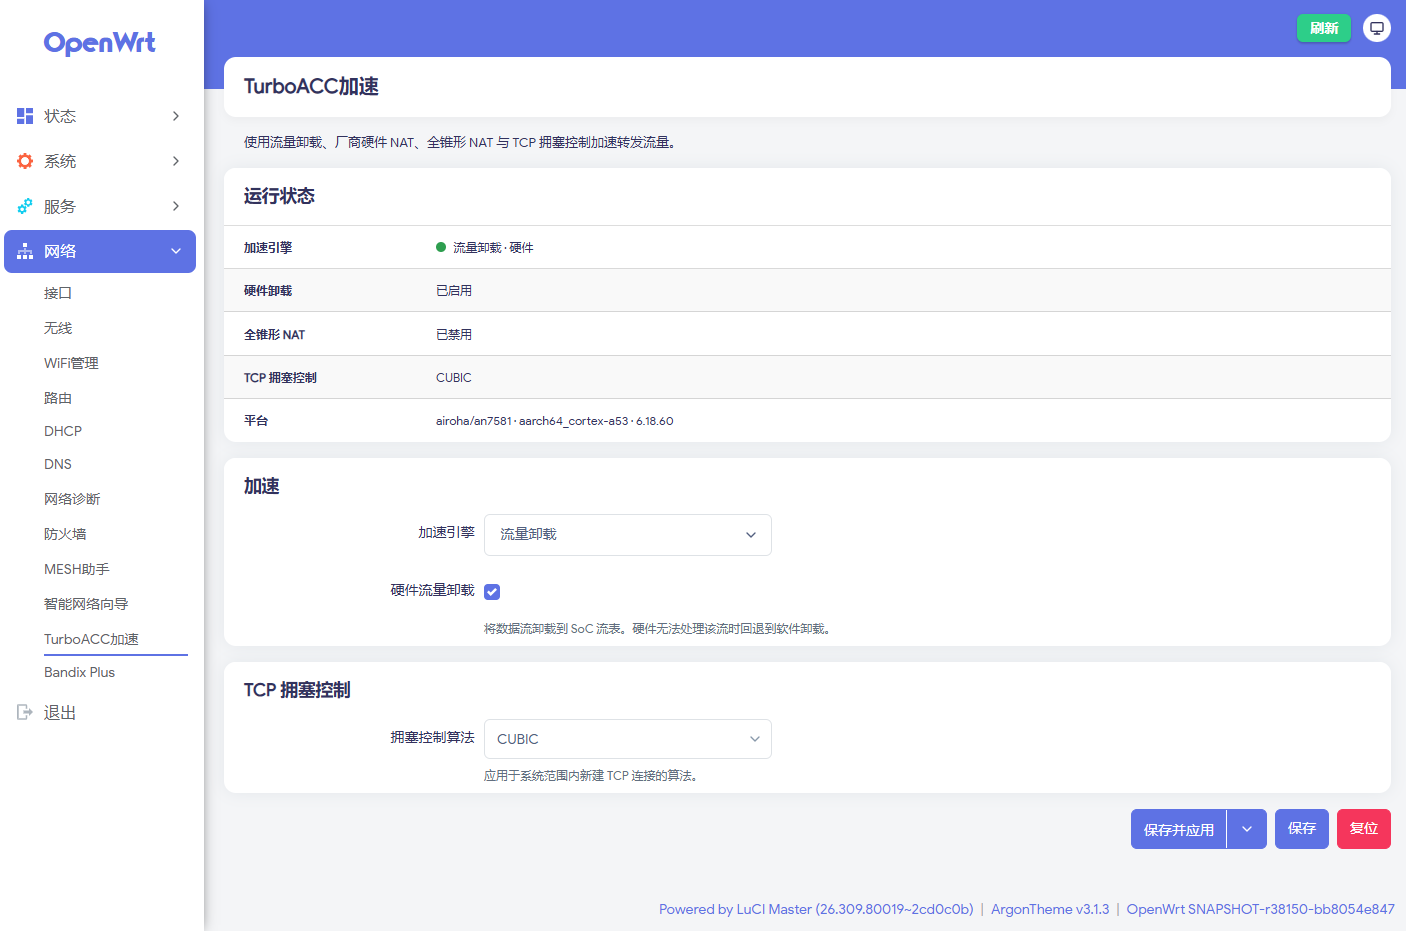 OpenWrt
刷新
状态
系统
服务
网络
接口
无线
WiFi管理
路由
DHCP
DNS
网络诊断
防火墙
MESH助手
智能网络向导
TurboACC加速
Bandix Plus
退出
TurboACC加速
使用流量卸载、厂商硬件 NAT、全锥形 NAT 与 TCP 拥塞控制加速转发流量。
运行状态
加速引擎 流量卸载 · 硬件
硬件卸载 已启用
全锥形 NAT 已禁用
TCP 拥塞控制 CUBIC
平台 airoha/an7581 · aarch64_cortex-a53 · 6.18.60
加速
加速引擎 流量卸载
硬件流量卸载
将数据流卸载到 SoC 流表。硬件无法处理该流时回退到软件卸载。
TCP 拥塞控制
拥塞控制算法 CUBIC
应用于系统范围内新建 TCP 连接的算法。
保存并应用 保存 复位
Powered by LuCI Master (26.309.80019~2cd0c0b) | ArgonTheme v3.1.3 | OpenWrt SNAPSHOT-r38150-bb8054e847